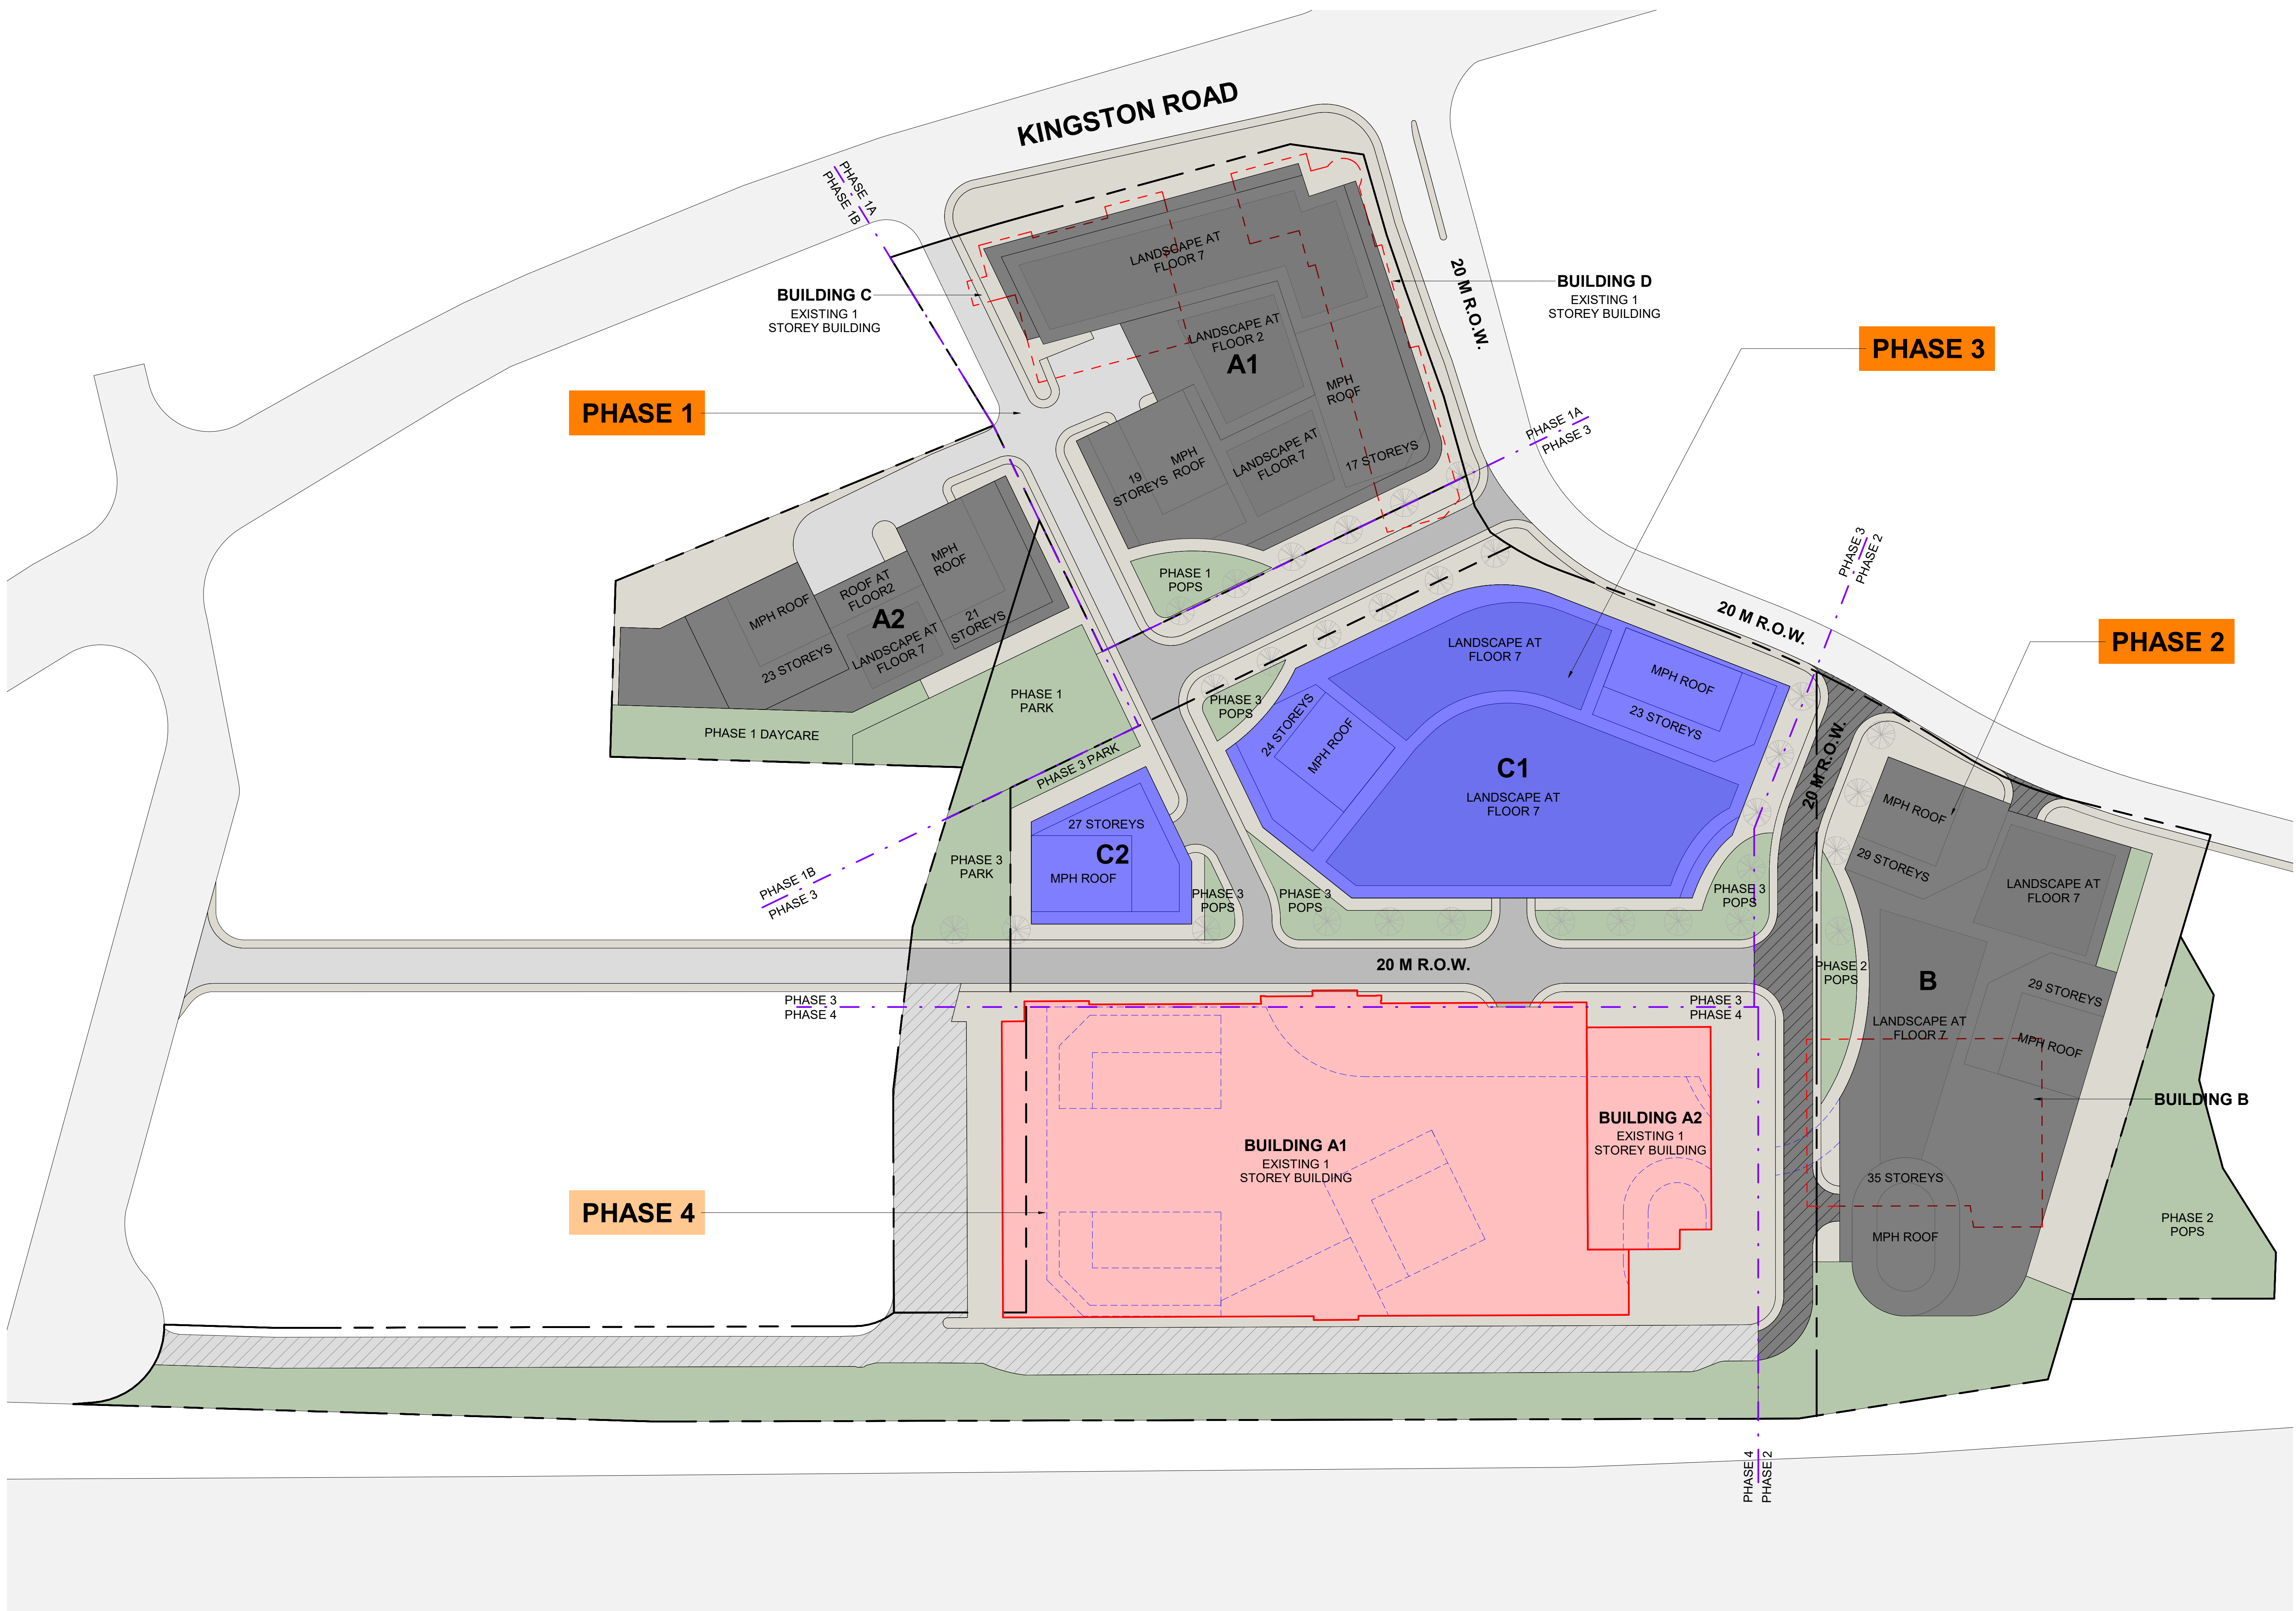 KINGSTON ROAD
PHASE 1A
PHASE 1B
BUILDING C
EXISTING 1
STOREY BUILDING
LANDSCAPE AT
FLOOR 7
BUILDING D
EXISTING 1
STOREY BUILDING
20 M R.O.W.
LANDSCAPE AT
FLOOR 2
A1
MPH
ROOF
PHASE 3
PHASE 1
19
STOREYS
MPH
ROOF
LANDSCAPE AT
FLOOR 7
17 STOREYS
PHASE 1A
PHASE 3
PHASE 1
POPS
MPH
ROOF
ROOF AT
FLOOR2
MPH ROOF
A2
21
STOREYS
LANDSCAPE AT
FLOOR 7
23 STOREYS
PHASE 3
PHASE 2
20 M R.O.W.
PHASE 2
LANDSCAPE AT
FLOOR 7
MPH ROOF
23 STOREYS
PHASE 1
PARK
PHASE 3
POPS
24 STOREYS
MPH ROOF
PHASE 1 DAYCARE
PHASE 3 PARK
C1
LANDSCAPE AT
FLOOR 7
20 M R.O.W.
MPH ROOF
29 STOREYS
27 STOREYS
C2
MPH ROOF
PHASE 3
PARK
PHASE 1B
PHASE 3
PHASE 3
POPS
PHASE 3
POPS
PHASE 3
POPS
LANDSCAPE AT
FLOOR 7
20 M R.O.W.
PHASE 2
POPS
B
29 STOREYS
LANDSCAPE AT
FLOOR 7
MPH ROOF
PHASE 3
PHASE 4
PHASE 3
PHASE 4
BUILDING B
BUILDING A1
EXISTING 1
STOREY BUILDING
BUILDING A2
EXISTING 1
STOREY BUILDING
35 STOREYS
MPH ROOF
PHASE 4
PHASE 2
POPS
PHASE 4
PHASE 2